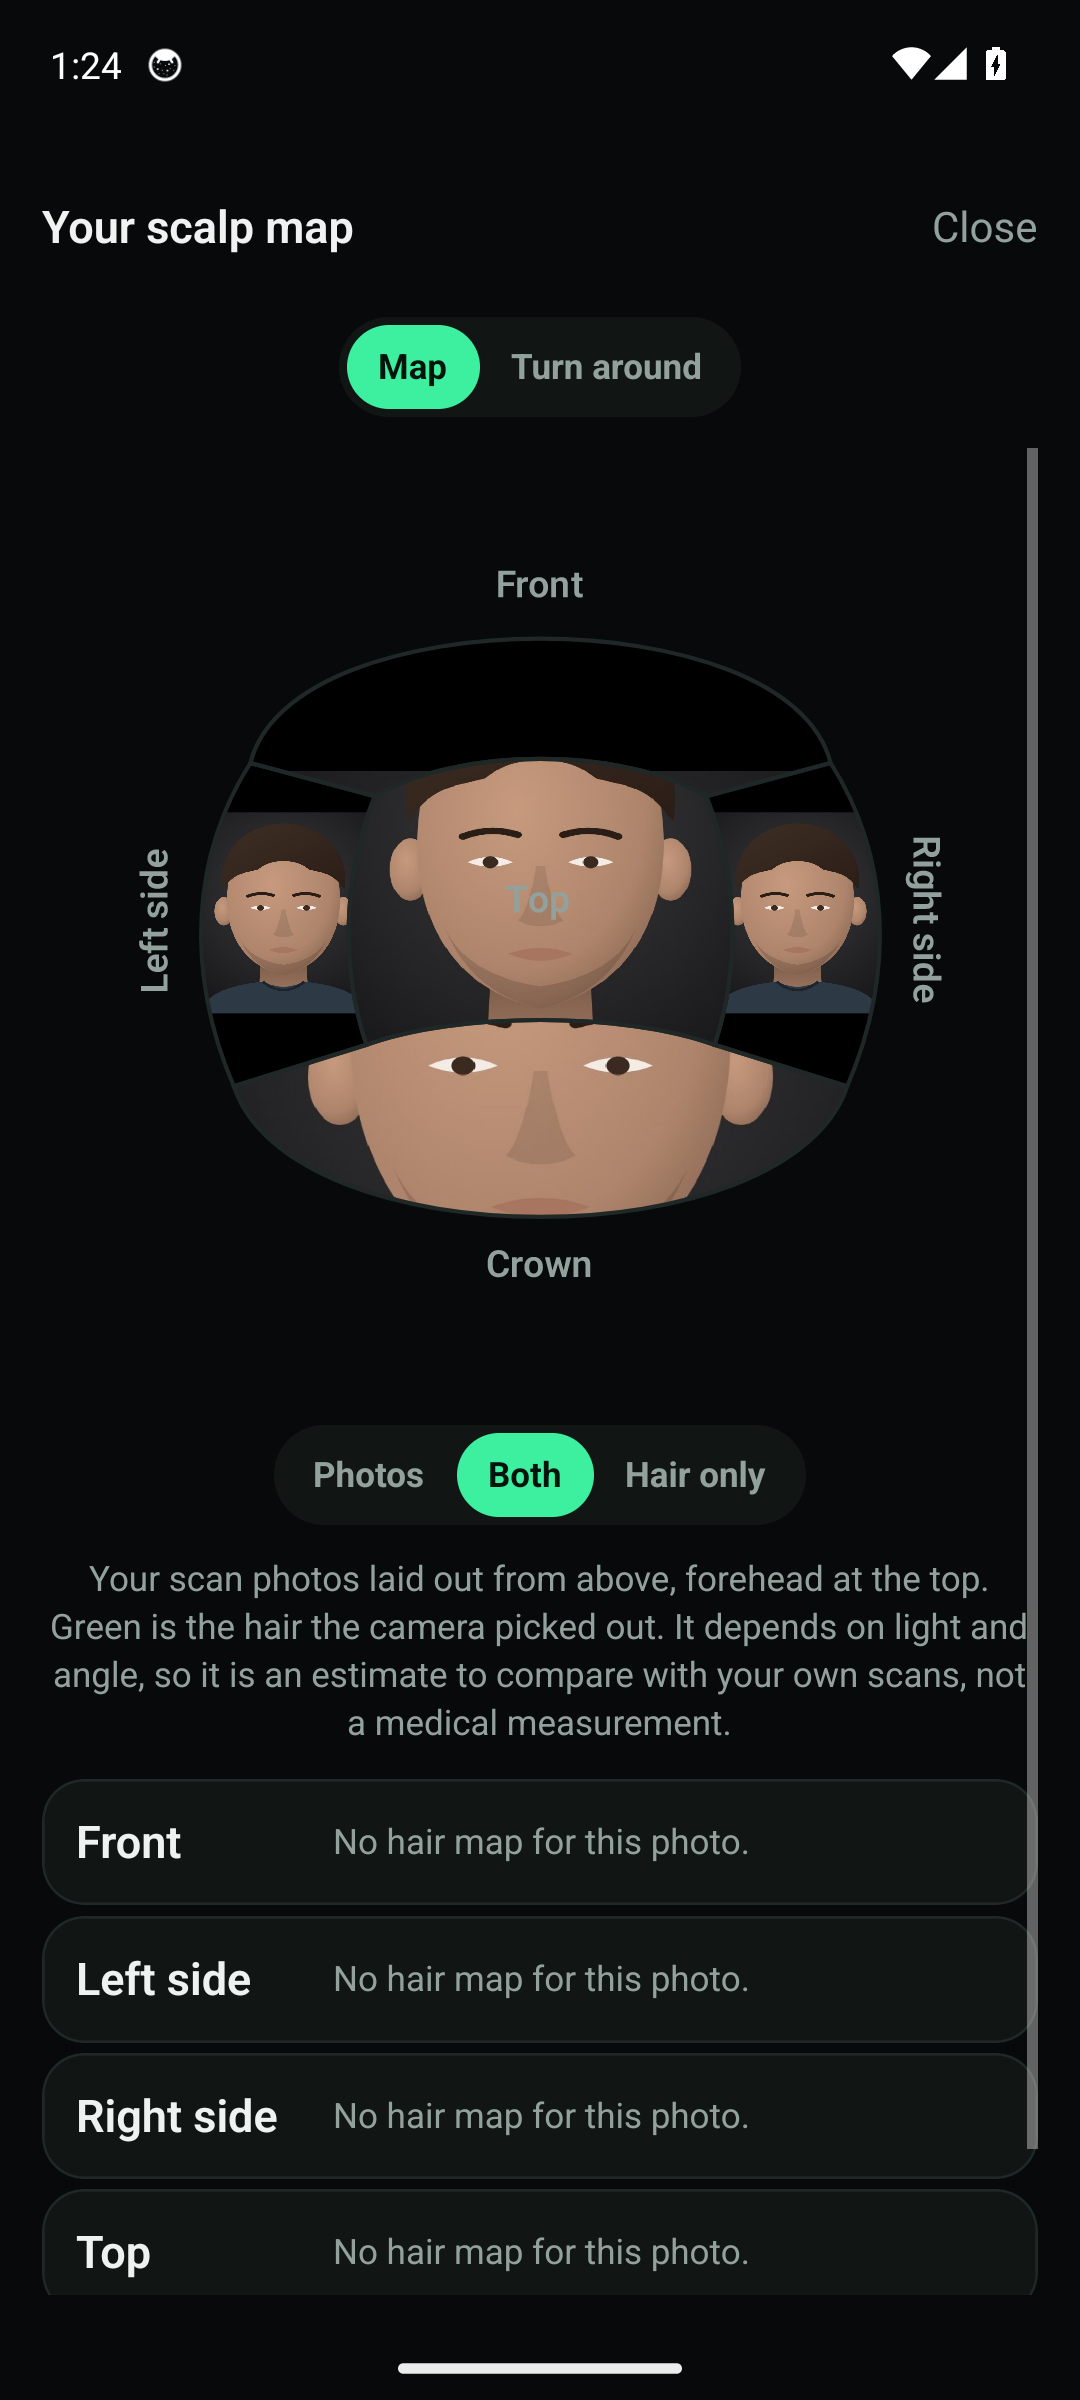 1:24
Your scalp map
Close
Map
Turn around
Front
Left side
Top
Right side
Crown
Photos
Both
Hair only
Your scan photos laid out from above, forehead at the top.
Green is the hair the camera picked out. It depends on light and
angle, so it is an estimate to compare with your own scans, not
a medical measurement.
Front
No hair map for this photo.
Left side
No hair map for this photo.
Right side
No hair map for this photo.
Top
No hair map for this photo.